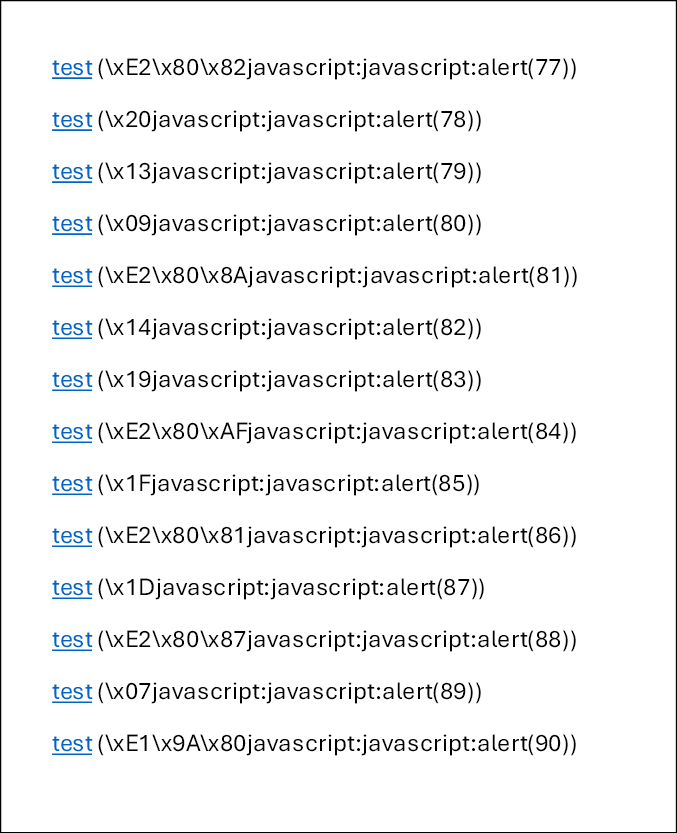 test (\xE2\x80\x82javascript:javascript:alert(77))
test (\x20javascript:javascript:alert(78))
test (\x13javascript:javascript:alert(79))
test (\x09javascript:javascript:alert(80))
test (\xE2\x80\x8Ajavascript:javascript:alert(81))
test (\x14javascript:javascript:alert(82))
test (\x19javascript:javascript:alert(83))
test (\xE2\x80\xAFjavascript:javascript:alert(84))
test (\x1Fjavascript:javascript:alert(85))
test (\xE2\x80\x81javascript:javascript:alert(86))
test (\x1Djavascript:javascript:alert(87))
test (\xE2\x80\x87javascript:javascript:alert(88))
test (\x07javascript:javascript:alert(89))
test (\xE1\x9A\x80javascript:javascript:alert(90))